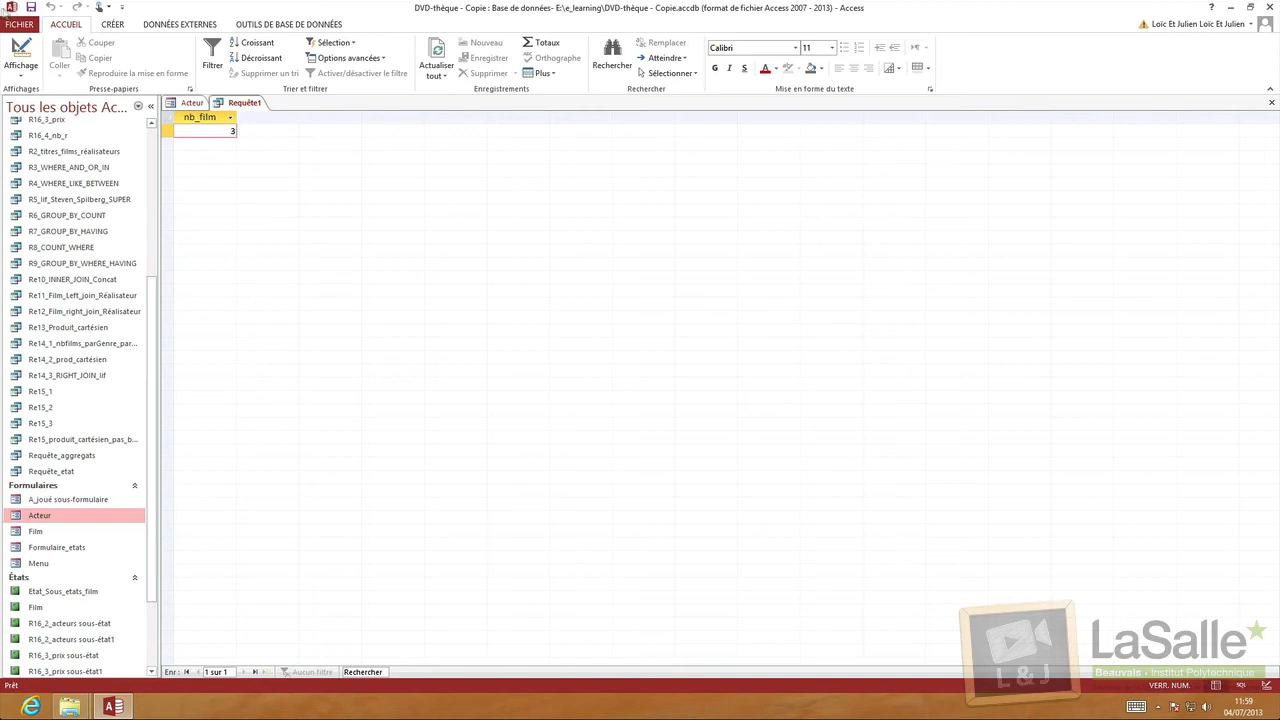 DVD-thèque - Copie : Base de données- E:\e_learning\DVD-thèque - Copie.accdb (format de fichier Access 2007 - 2013) - Access
FICHIER ACCUEIL CRÉER DONNÉES EXTERNES OUTILS DE BASE DE DONNÉES Loïc Et Julien Loïc Et Julien
Affichage
Affichages
Coller
Couper
Copier
Reproduire la mise en forme
Presse-papiers
Filtrer
Croissant
Décroissant
Supprimer un tri
Sélection
Options avancées
Activer/désactiver le filtre
Trier et filtrer
Actualiser tout
Nouveau
Enregistrer
Supprimer
Totaux
Orthographe
Plus
Enregistrements
Rechercher
Remplacer
Atteindre
Sélectionner
Rechercher
Calibri 11
G I S A
Mise en forme du texte
Tous les objets Ac...
R16_3_prix
R16_4_nb_r
R2_titres_films_réalisateurs
R3_WHERE_AND_OR_IN
R4_WHERE_LIKE_BETWEEN
R5_lif_Steven_Spilberg_SUPER
R6_GROUP_BY_COUNT
R7_GROUP_BY_HAVING
R8_COUNT_WHERE
R9_GROUP_BY_WHERE_HAVING
Re10_INNER_JOIN_Concat
Re11_Film_Left_join_Réalisateur
Re12_Film_right_join_Réalisateur
Re13_Produit_cartésien
Re14_1_nbfilms_parGenre_par...
Re14_2_prod_cartésien
Re14_3_RIGHT_JOIN_lif
Re15_1
Re15_2
Re15_3
Re15_produit_cartésien_pas_b...
Requête_aggregats
Requête_etat
Formulaires
A_joué sous-formulaire
Acteur
Film
Formulaire_etats
Menu
États
Etat_Sous_etats_film
Film
R16_2_acteurs sous-état
R16_2_acteurs sous-état1
R16_3_prix sous-état
R16_3_prix sous-état1
Acteur Requête1
nb_film
3
Enr : 1 sur 1 Aucun filtre Rechercher
L & J
LaSalle
Beauvais - Institut Polytechnique
Prêt VERR. NUM. SQL
11:59
04/07/2013